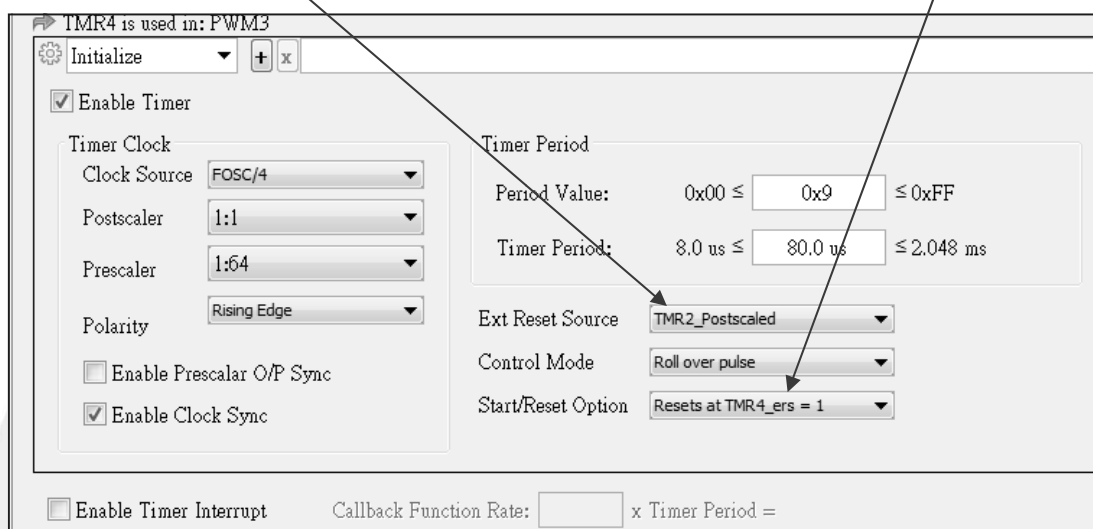 TMR4 is used in: PWM3
Initialize + x
Enable Timer
Timer Clock
Clock Source FOSC/4
Postscaler 1:1
Prescaler 1:64
Polarity Rising Edge
Enable Prescalar O/P Sync
Enable Clock Sync
Timer Period
Period Value: 0x00 ≤ 0x9 ≤ 0xFF
Timer Period: 8.0 us ≤ 80.0 us ≤ 2.048 ms
Ext Reset Source TMR2_Postscaled
Control Mode Roll over pulse
Start/Reset Option Resets at TMR4_ers = 1
Enable Timer Interrupt Callback Function Rate: x Timer Period =